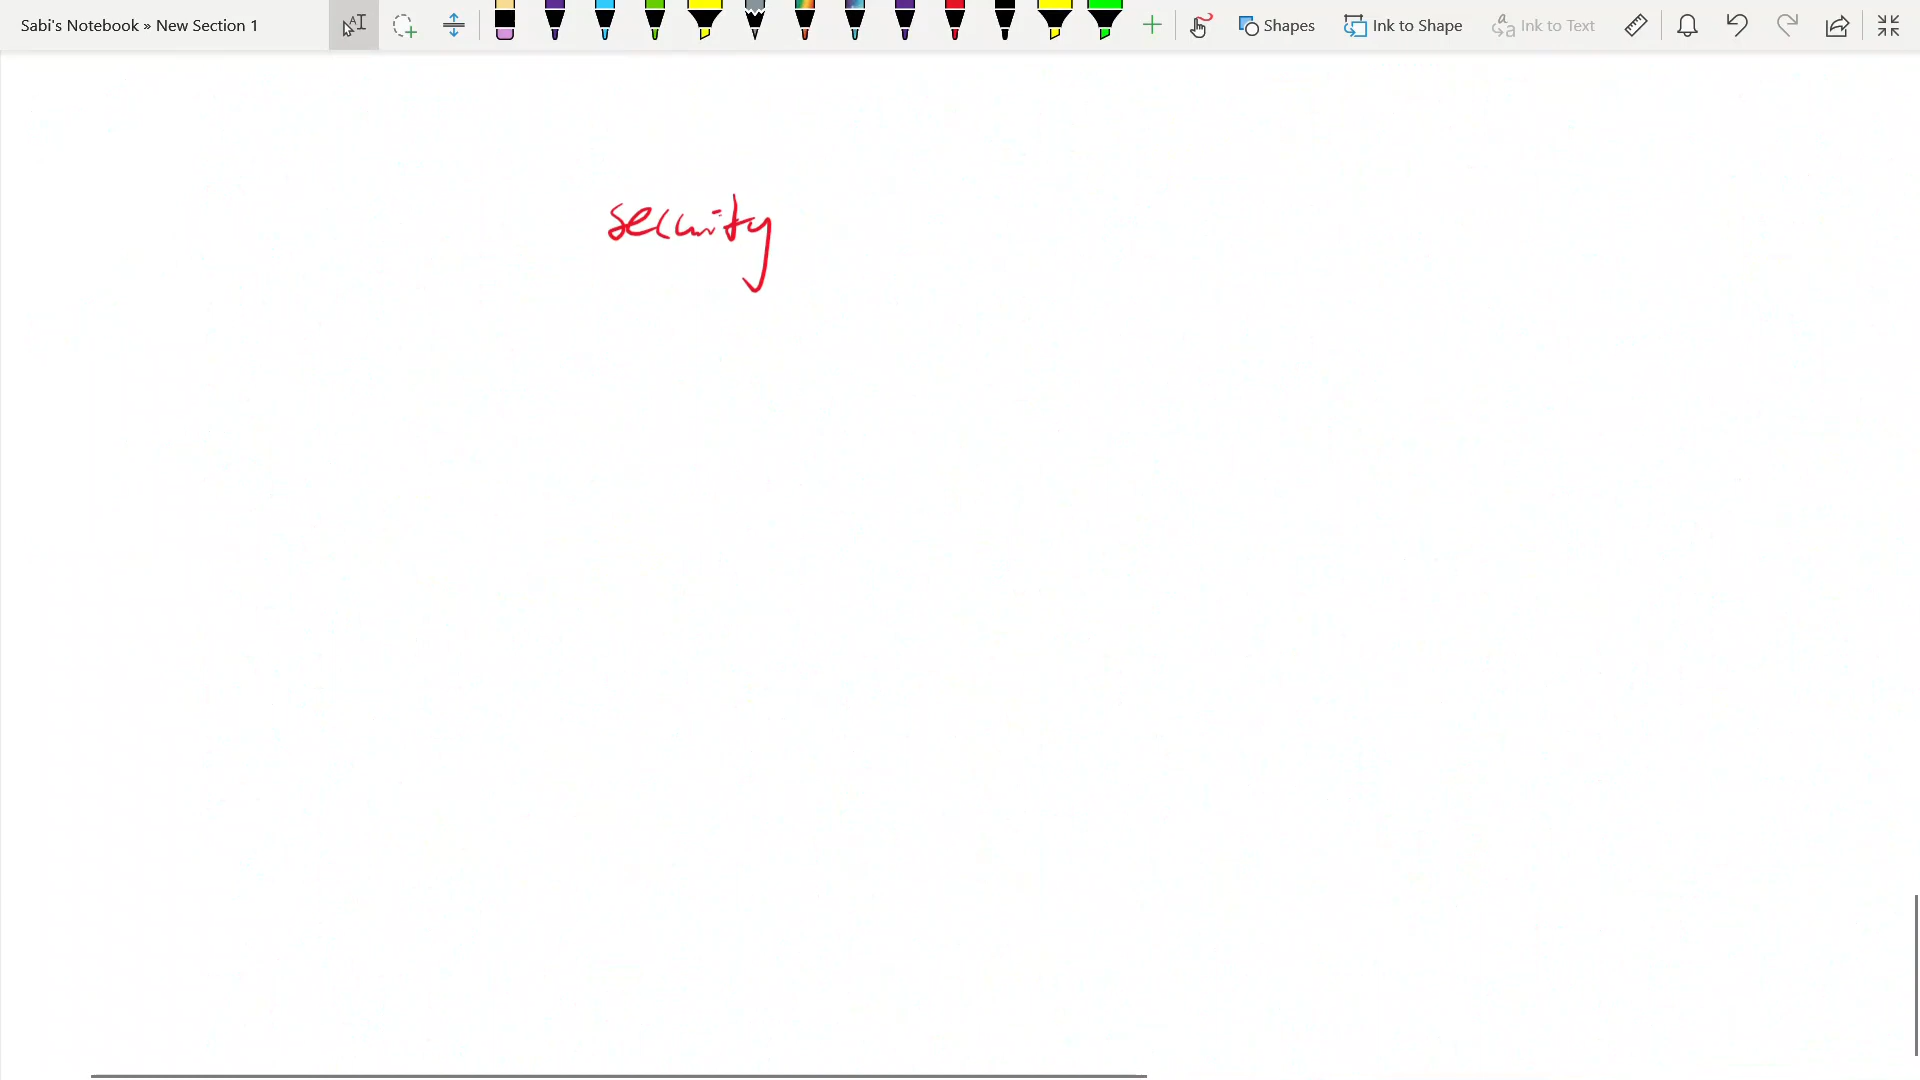 Sabi's Notebook » New Section 1
Shapes
Ink to Shape
Ink to Text
security